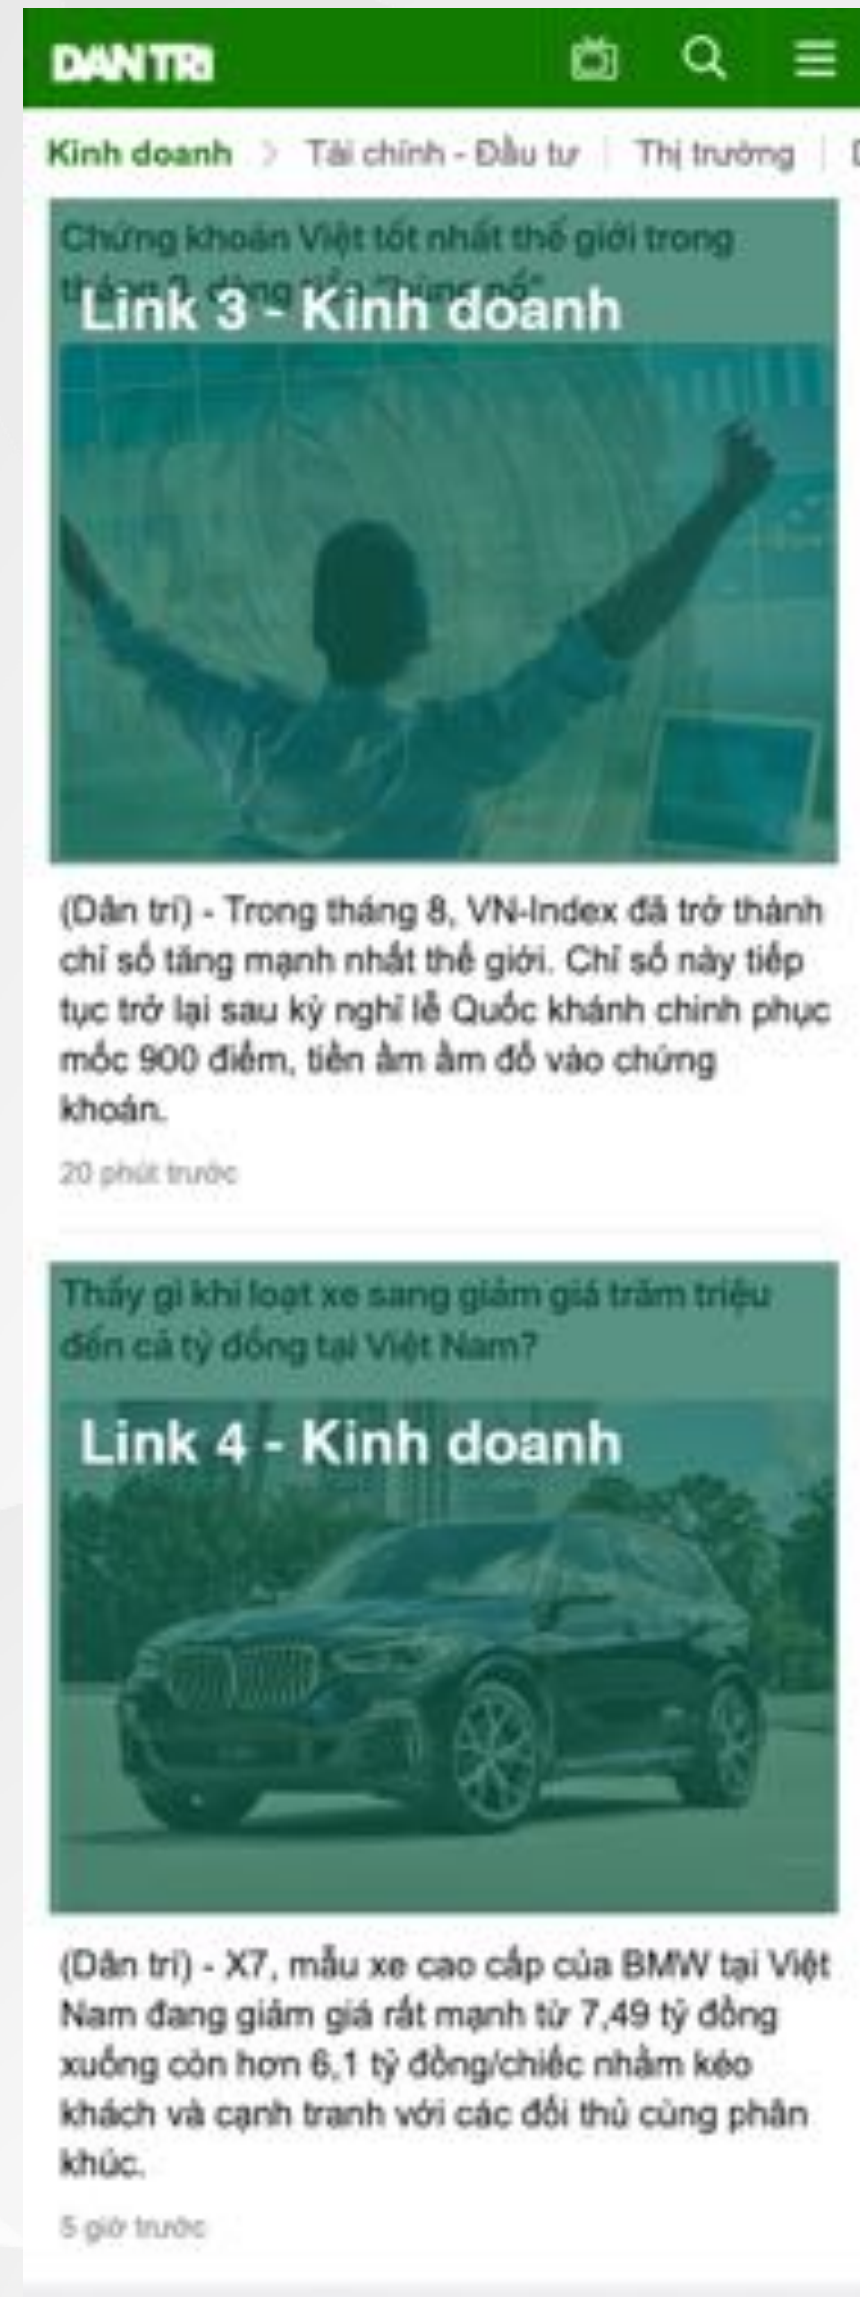 DANTRI
Kinh doanh > Tài chính - Đầu tư | Thị trường
Chứng khoán Việt tốt nhất thế giới trong
tháng 8, dòng tiền "bùng nổ"
Link 3 - Kinh doanh
(Dân trí) - Trong tháng 8, VN-Index đã trở thành
chỉ số tăng mạnh nhất thế giới. Chỉ số này tiếp
tục trở lại sau kỳ nghỉ lễ Quốc khánh chinh phục
mốc 900 điểm, tiền ầm ầm đổ vào chứng
khoán.
20 phút trước
Thấy gì khi loạt xe sang giảm giá trăm triệu
đến cả tỷ đồng tại Việt Nam?
Link 4 - Kinh doanh
(Dân trí) - X7, mẫu xe cao cấp của BMW tại Việt
Nam đang giảm giá rất mạnh từ 7,49 tỷ đồng
xuống còn hơn 6,1 tỷ đồng/chiếc nhằm kéo
khách và cạnh tranh với các đối thủ cùng phân
khúc.
5 giờ trước